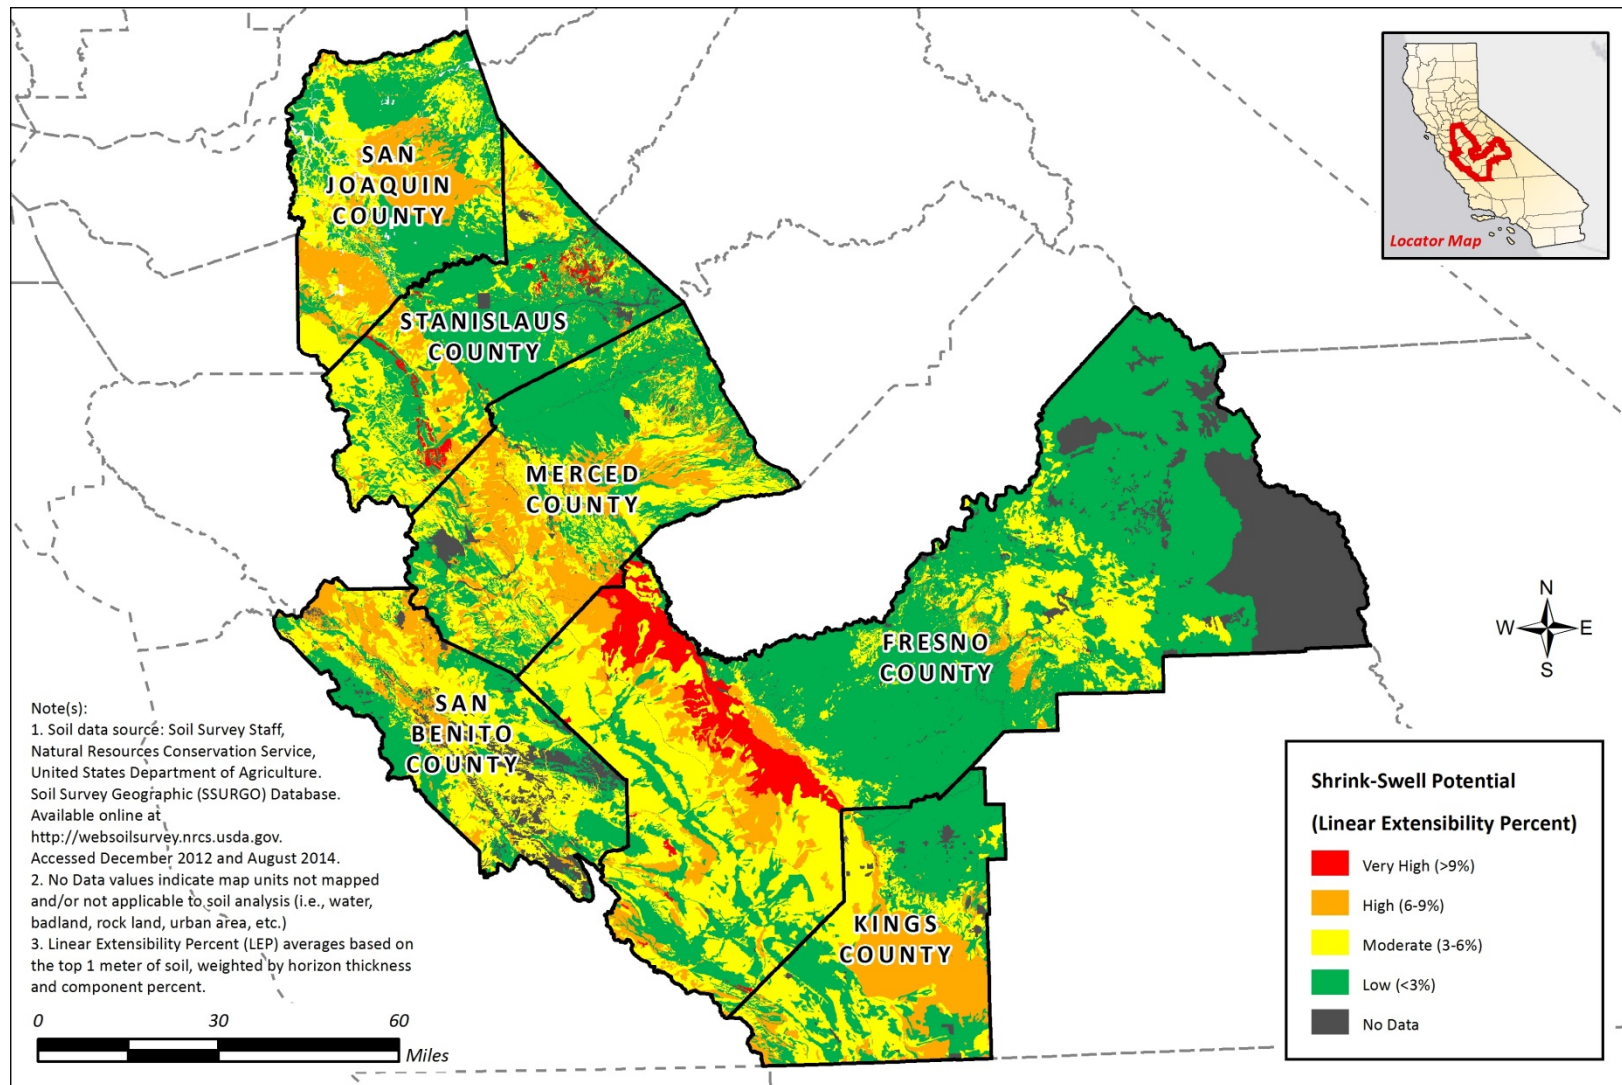 Locator Map
SAN
JOAQUIN
COUNTY
STANISLAUS
COUNTY
MERCED
COUNTY
FRESNO
COUNTY
SAN
BENITO
COUNTY
KINGS
COUNTY
N
W
E
S
Note(s):
1. Soil data source: Soil Survey Staff,
Natural Resources Conservation Service,
United States Department of Agriculture.
Soil Survey Geographic (SSURGO) Database.
Available online at
http://websoilsurvey.nrcs.usda.gov.
Accessed December 2012 and August 2014.
2. No Data values indicate map units not mapped
and/or not applicable to soil analysis (i.e., water,
badland, rock land, urban area, etc.)
3. Linear Extensibility Percent (LEP) averages based on
the top 1 meter of soil, weighted by horizon thickness
and component percent.
0 30 60
Miles
Shrink-Swell Potential
(Linear Extensibility Percent)
Very High (>9%)
High (6-9%)
Moderate (3-6%)
Low (<3%)
No Data